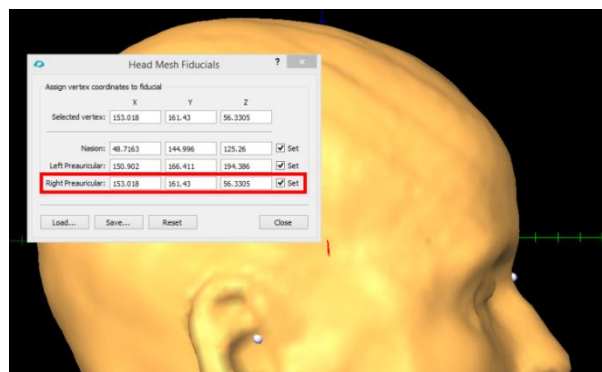 Head Mesh Fiducials ? ×
Assign vertex coordinates to fiducial
X Y Z
Selected vertex: 153.018 161.43 56.3305
Nasion: 48.7163 144.996 125.26 Set
Left Preauricular: 150.902 166.411 194.386 Set
Right Preauricular: 153.018 161.43 56.3305 Set
Load... Save... Reset Close